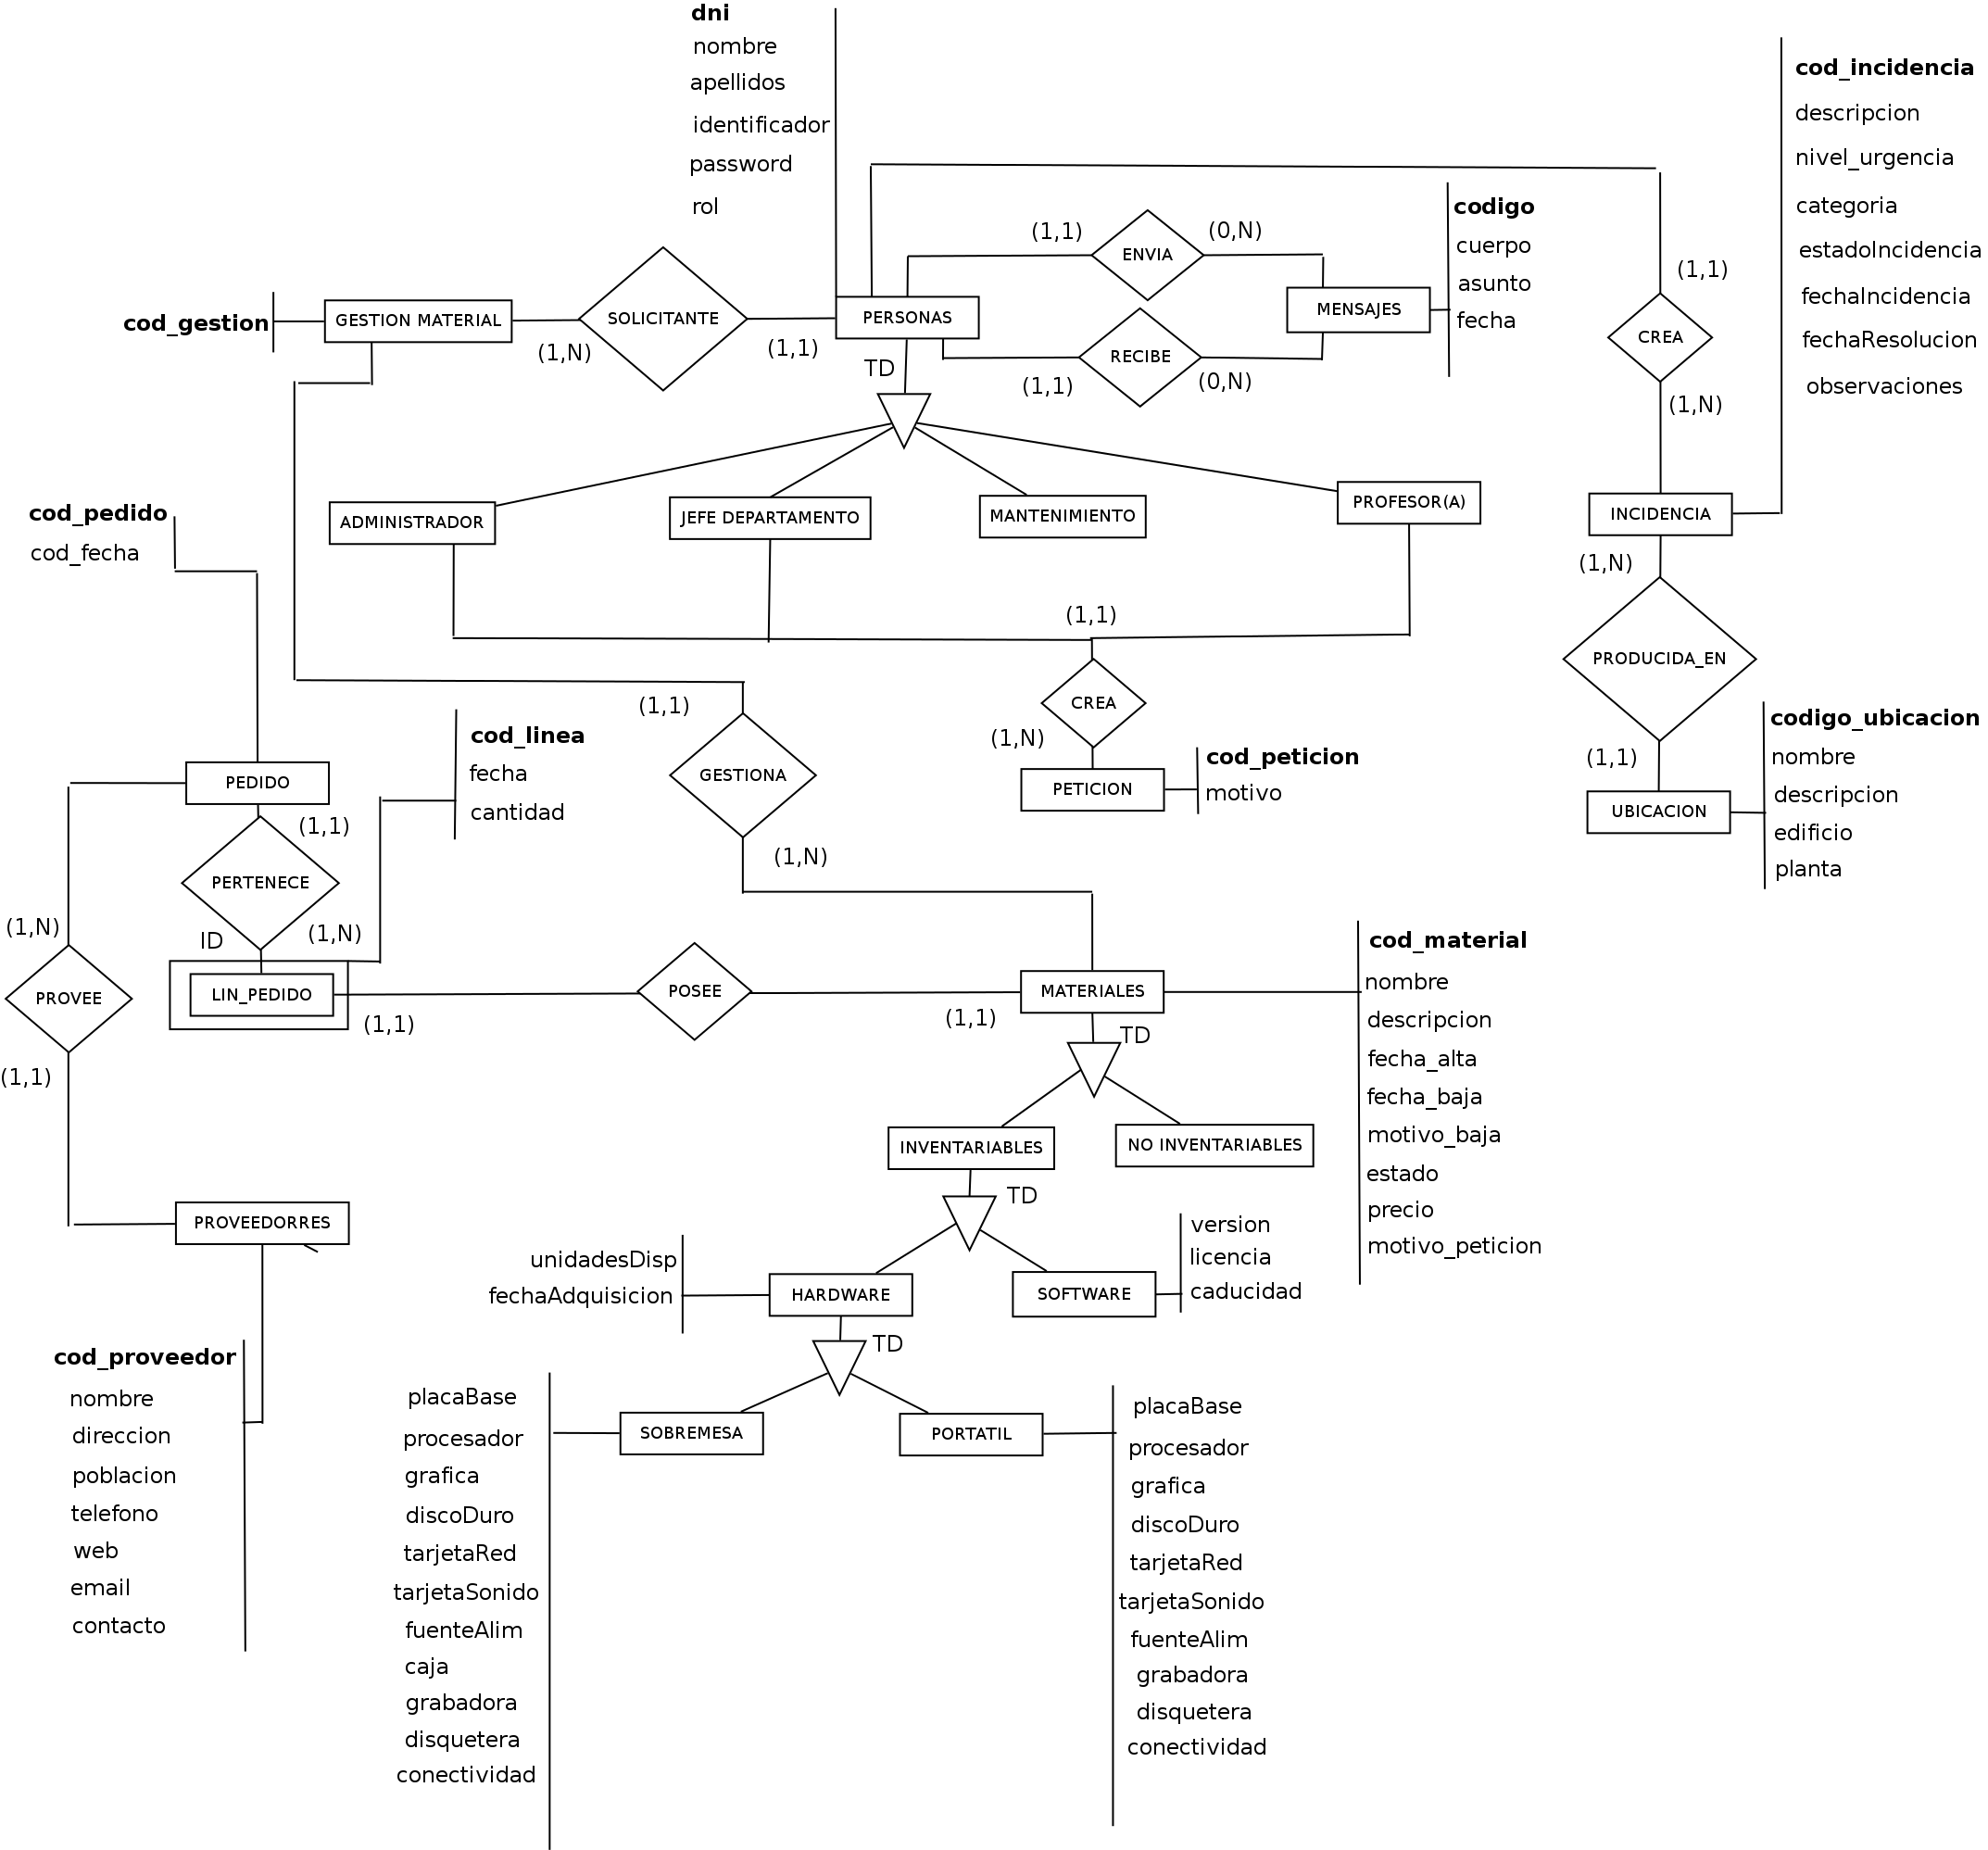 dni
nombre
apellidos
identificador
password
rol
cod_incidencia
descripcion
nivel_urgencia
categoria
estadoIncidencia
fechaIncidencia
fechaResolucion
observaciones
codigo
cuerpo
asunto
fecha
(1,1)
ENVIA
(0,N)
MENSAJES
(1,1)
RECIBE
(0,N)
(1,1)
CREA
(1,N)
cod_gestion
GESTION MATERIAL
(1,N)
SOLICITANTE
(1,1)
PERSONAS
TD
ADMINISTRADOR
JEFE DEPARTAMENTO
MANTENIMIENTO
PROFESOR(A)
INCIDENCIA
(1,N)
PRODUCIDA_EN
(1,1)
UBICACION
codigo_ubicacion
nombre
descripcion
edificio
planta
cod_pedido
cod_fecha
(1,1)
CREA
(1,N)
PETICION
cod_peticion
motivo
(1,1)
GESTIONA
(1,N)
cod_linea
fecha
cantidad
PEDIDO
(1,1)
PERTENECE
ID
(1,N)
LIN_PEDIDO
(1,1)
POSEE
(1,1)
MATERIALES
TD
cod_material
nombre
descripcion
fecha_alta
fecha_baja
motivo_baja
estado
precio
motivo_peticion
(1,N)
PROVEE
(1,1)
PROVEEDORRES
INVENTARIABLES
NO INVENTARIABLES
TD
unidadesDisp
fechaAdquisicion
HARDWARE
SOFTWARE
version
licencia
caducidad
TD
cod_proveedor
nombre
direccion
poblacion
telefono
web
email
contacto
placaBase
procesador
grafica
discoDuro
tarjetaRed
tarjetaSonido
fuenteAlim
caja
grabadora
disquetera
conectividad
SOBREMESA
PORTATIL
placaBase
procesador
grafica
discoDuro
tarjetaRed
tarjetaSonido
fuenteAlim
grabadora
disquetera
conectividad